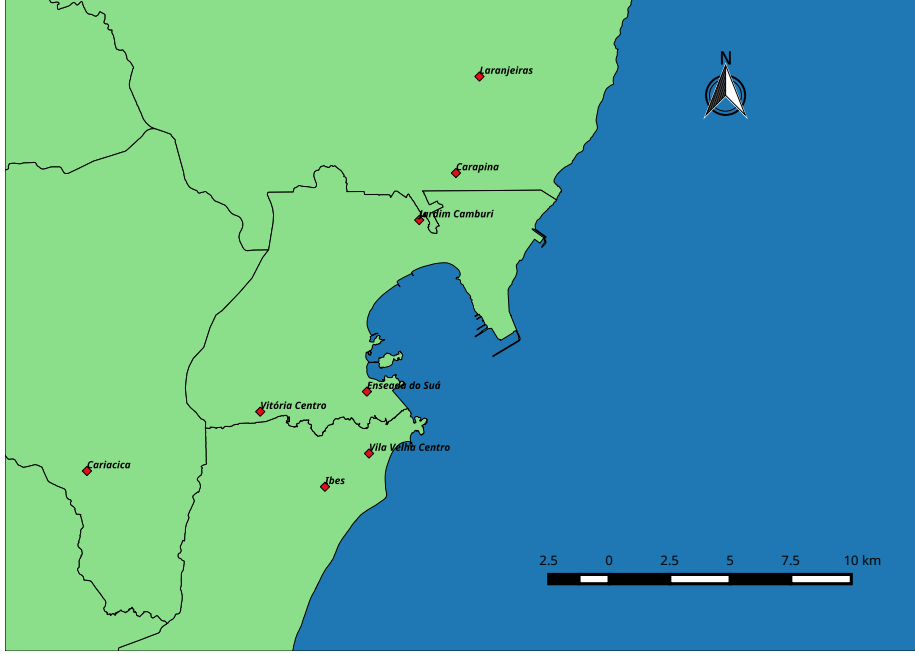 N
Laranjeiras
Carapina
Jardim Camburi
Enseada do Suá
Vitória Centro
Vila Velha Centro
Cariacica
Ibes
2.5 0 2.5 5 7.5 10 km